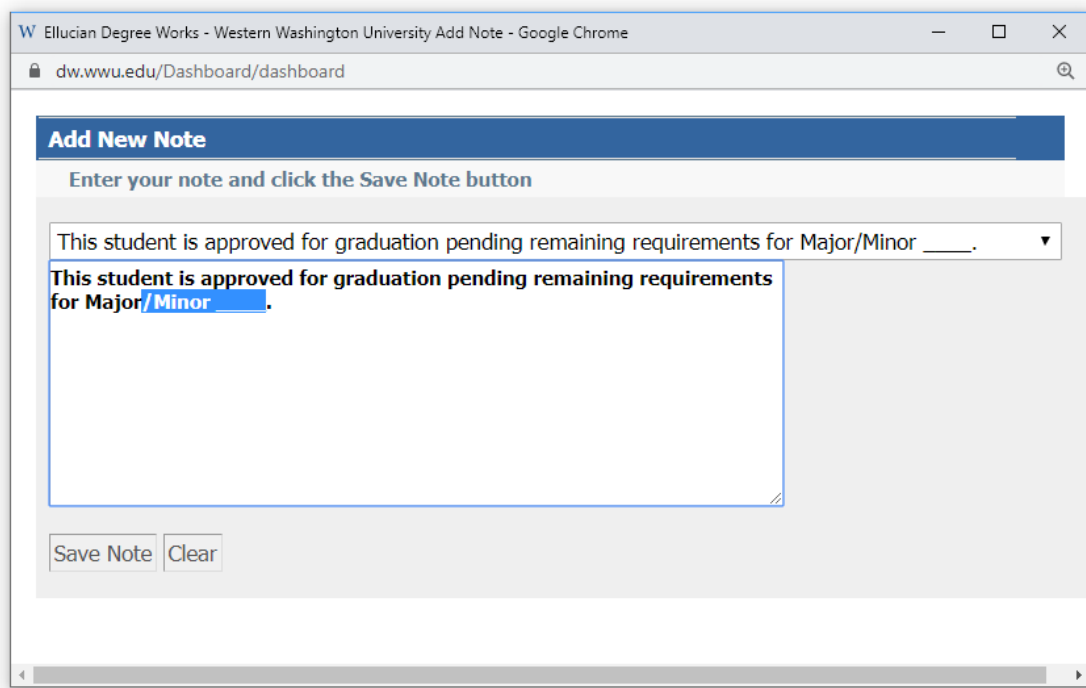 W Ellucian Degree Works - Western Washington University Add Note - Google Chrome
dw.wwu.edu/Dashboard/dashboard
Add New Note
Enter your note and click the Save Note button
This student is approved for graduation pending remaining requirements for Major/Minor ____.
This student is approved for graduation pending remaining requirements
for Major/Minor ____.
Save Note Clear